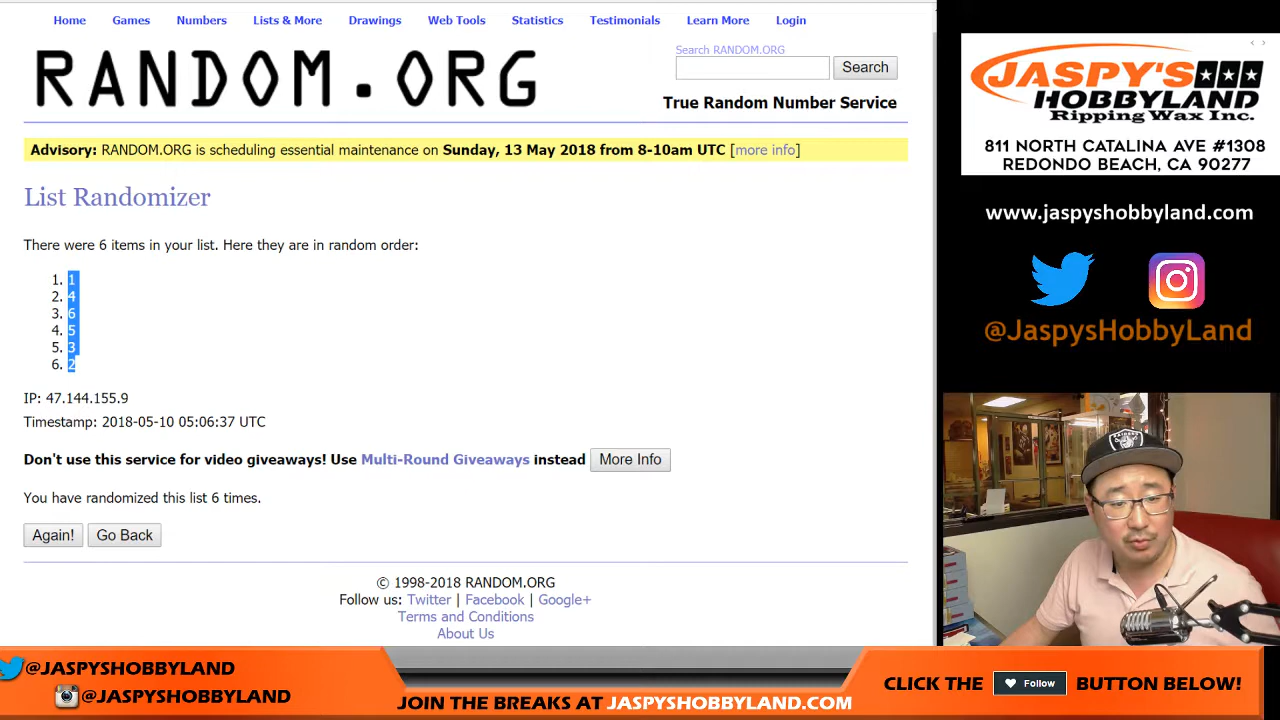 Home Games Numbers Lists & More Drawings Web Tools Statistics Testimonials Learn More Login
RANDOM.ORG
Search RANDOM.ORG
Search
True Random Number Service
Advisory: RANDOM.ORG is scheduling essential maintenance on Sunday, 13 May 2018 from 8-10am UTC [more info]
List Randomizer
There were 6 items in your list. Here they are in random order:
1. 1
2. 4
3. 6
4. 5
5. 3
6. 2
IP: 47.144.155.9
Timestamp: 2018-05-10 05:06:37 UTC
Don't use this service for video giveaways! Use Multi-Round Giveaways instead More Info
You have randomized this list 6 times.
Again! Go Back
© 1998-2018 RANDOM.ORG
Follow us: Twitter | Facebook | Google+
Terms and Conditions
About Us
JASPY'S
HOBBYLAND
Ripping Wax Inc.
811 NORTH CATALINA AVE #1308
REDONDO BEACH, CA 90277
www.jaspyshobbyland.com
@JaspysHobbyLand
@JASPYSHOBBYLAND
@JASPYSHOBBYLAND
JOIN THE BREAKS AT JASPYSHOBBYLAND.COM
CLICK THE Follow BUTTON BELOW!